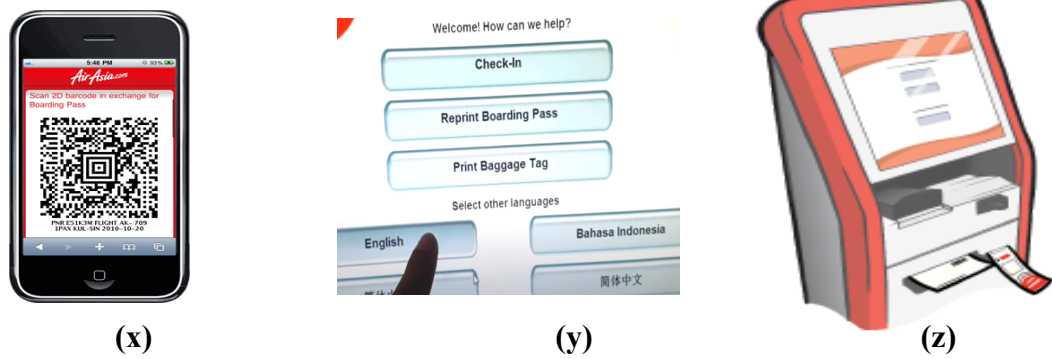 5:48 PM
93%
AirAsia.com
Scan 2D barcode in exchange for
Boarding Pass
PNR E51K3M FLIGHT AK- 709
1PAX KUL-SIN 2010-10-20
(x)
Welcome! How can we help?
Check-In
Reprint Boarding Pass
Print Baggage Tag
Select other languages
English
Bahasa Indonesia
简体中文
(y)
(z)